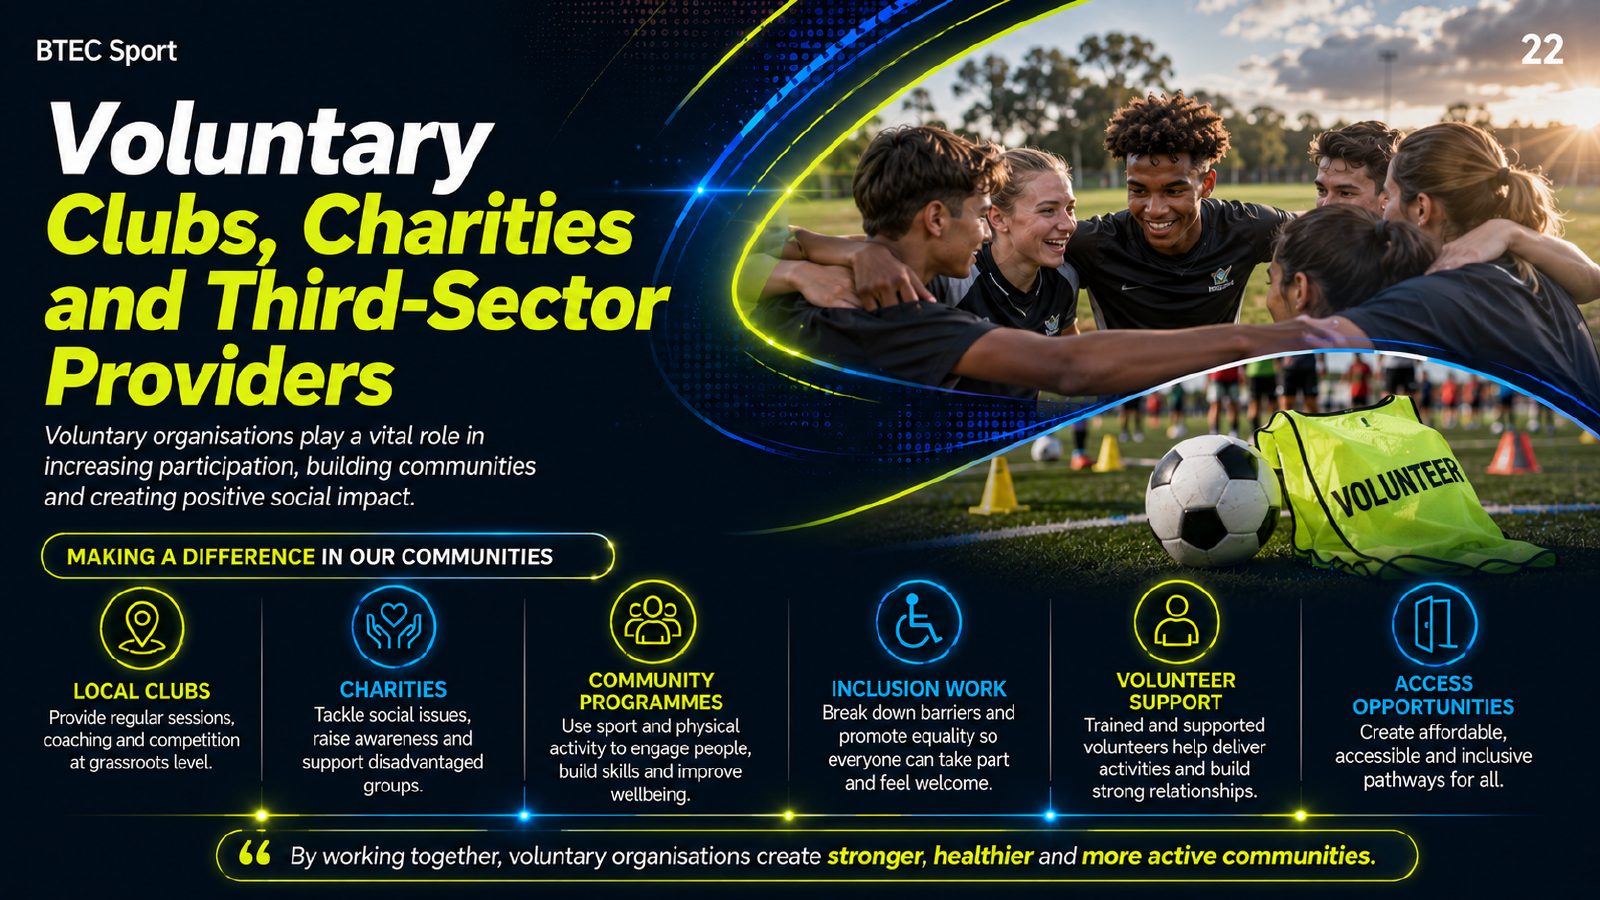 BTEC Sport
22
Voluntary
Clubs, Charities
and Third-Sector
Providers
Voluntary organisations play a vital role in
increasing participation, building communities
and creating positive social impact.
MAKING A DIFFERENCE IN OUR COMMUNITIES
VOLUNTEER
LOCAL CLUBS
Provide regular sessions,
coaching and competition
at grassroots level.
CHARITIES
Tackle social issues,
raise awareness and
support disadvantaged
groups.
COMMUNITY
PROGRAMMES
Use sport and physical
activity to engage people,
build skills and improve
wellbeing.
INCLUSION WORK
Break down barriers and
promote equality so
everyone can take part
and feel welcome.
VOLUNTEER
SUPPORT
Trained and supported
volunteers help deliver
activities and build
strong relationships.
ACCESS
OPPORTUNITIES
Create affordable,
accessible and inclusive
pathways for all.
“ By working together, voluntary organisations create stronger, healthier and more active communities.